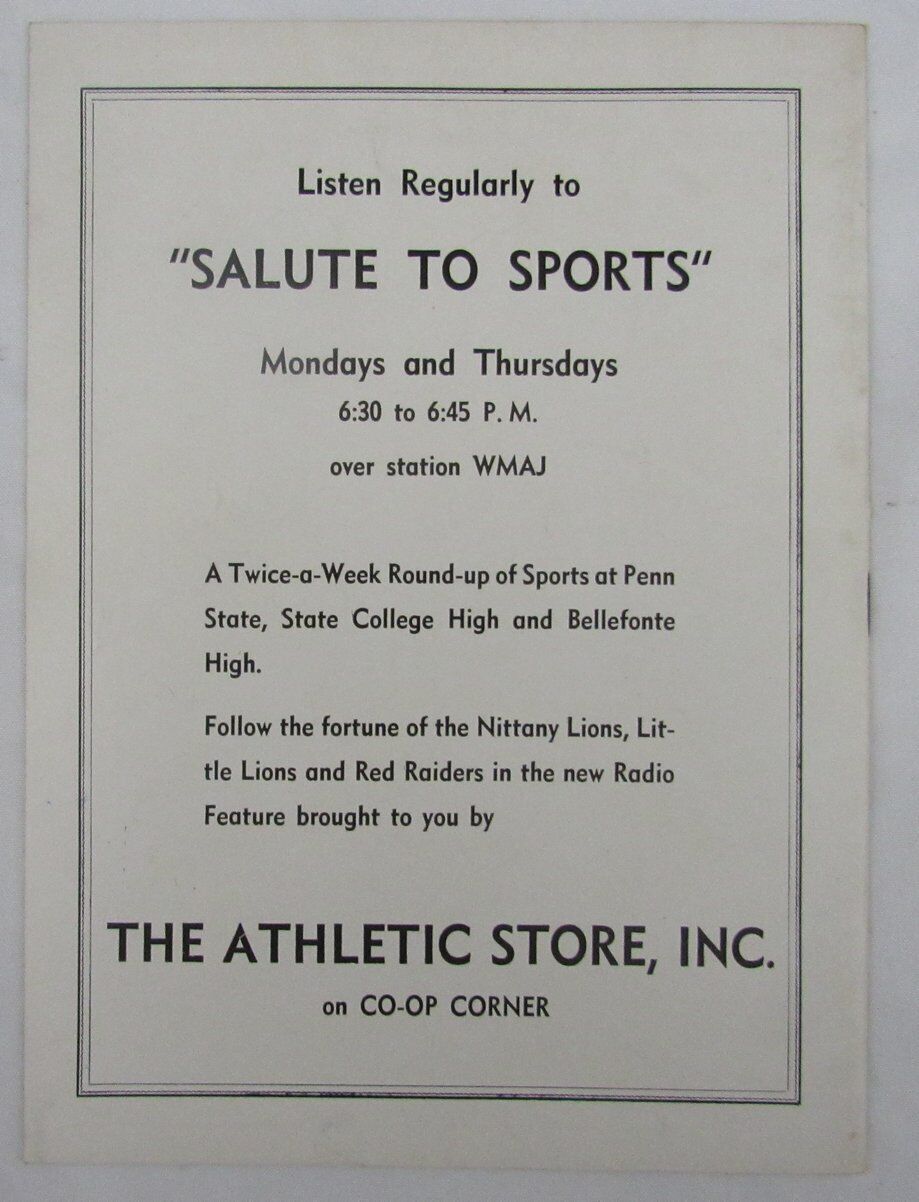 Listen Regularly to
"SALUTE TO SPORTS"
Mondays and Thursdays
6:30 to 6:45 P. M.
over station WMAJ
A Twice-a-Week Round-up of Sports at Penn
State, State College High and Bellefonte
High.
Follow the fortune of the Nittany Lions, Lit-
tle Lions and Red Raiders in the new Radio
Feature brought to you by
THE ATHLETIC STORE, INC.
on CO-OP CORNER